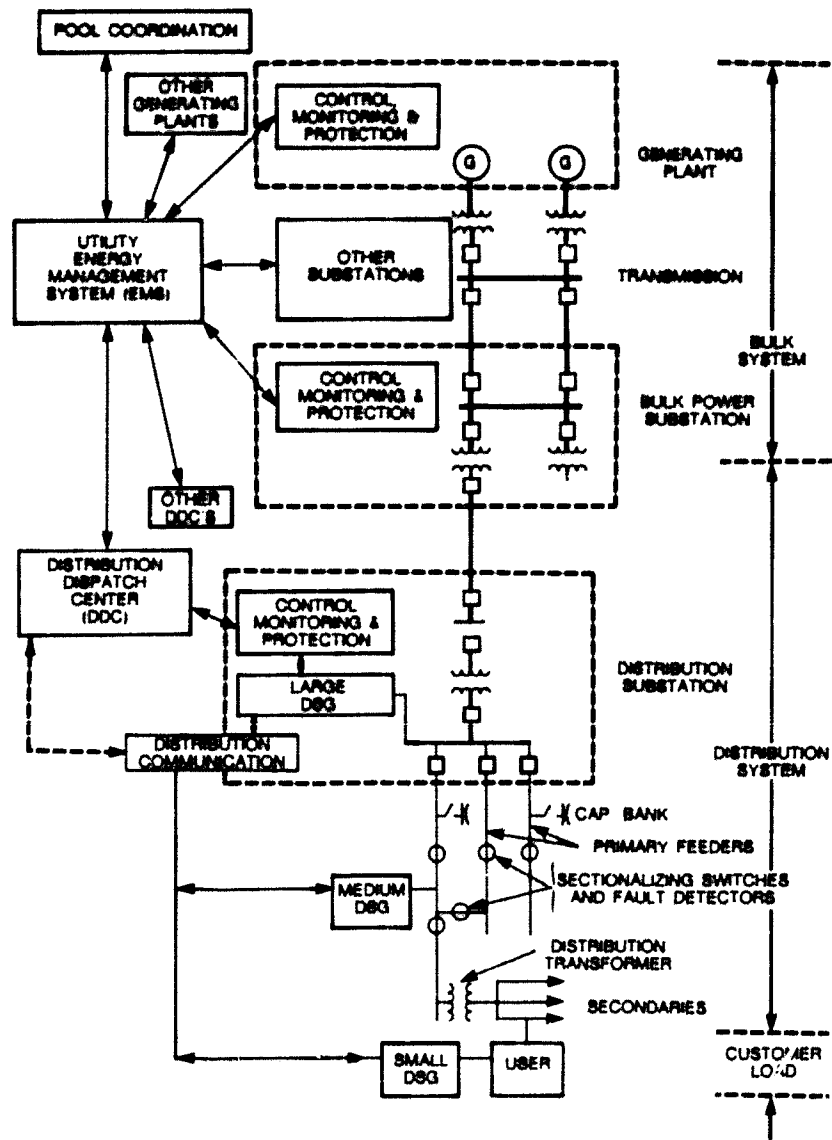 POOL COORDINATION
OTHER
GENERATING
PLANTS
CONTROL,
MONITORING &
PROTECTION
G
G
GENERATING
PLANT
UTILITY
ENERGY
MANAGEMENT
SYSTEM (EMS)
OTHER
SUBSTATIONS
TRANSMISSION
BULK
SYSTEM
CONTROL
MONITORING &
PROTECTION
BULK POWER
SUBSTATION
OTHER
DDC'S
DISTRIBUTION
DISPATCH
CENTER
(DDC)
CONTROL
MONITORING &
PROTECTION
LARGE
DSG
DISTRIBUTION
SUBSTATION
DISTRIBUTION
COMMUNICATION
DISTRIBUTION
SYSTEM
CAP BANK
PRIMARY FEEDERS
SECTIONALIZING SWITCHES
AND FAULT DETECTORS
MEDIUM
DSG
DISTRIBUTION
TRANSFORMER
SECONDARIES
SMALL
DSG
USER
CUSTOMER
LOAD